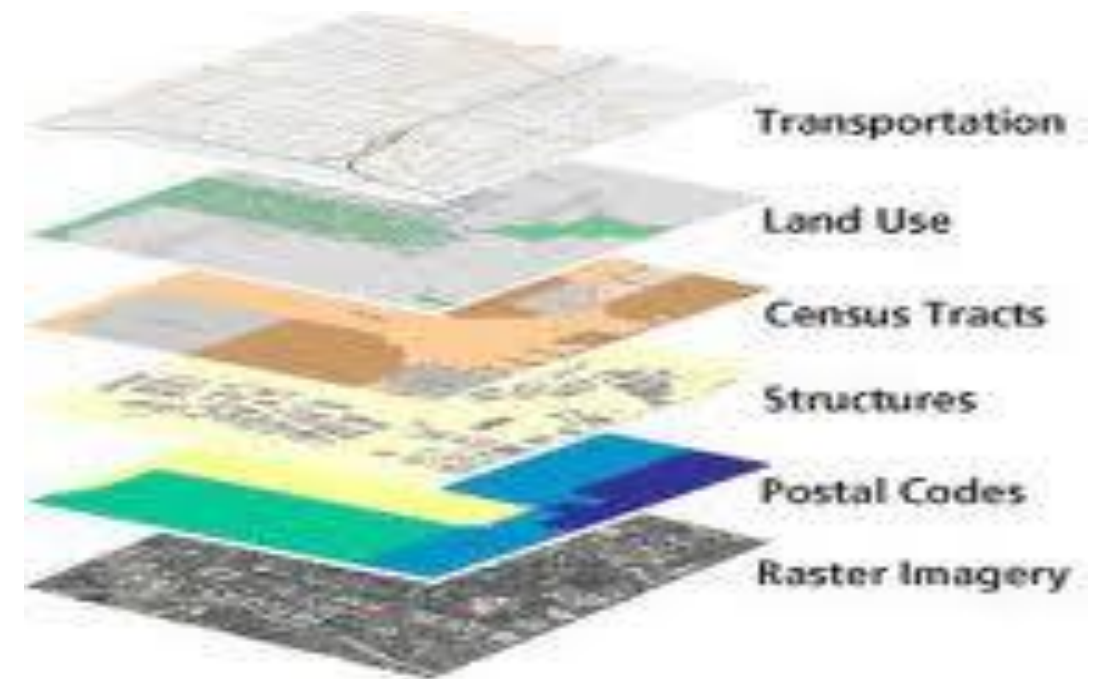 Transportation
Land Use
Census Tracts
Structures
Postal Codes
Raster Imagery